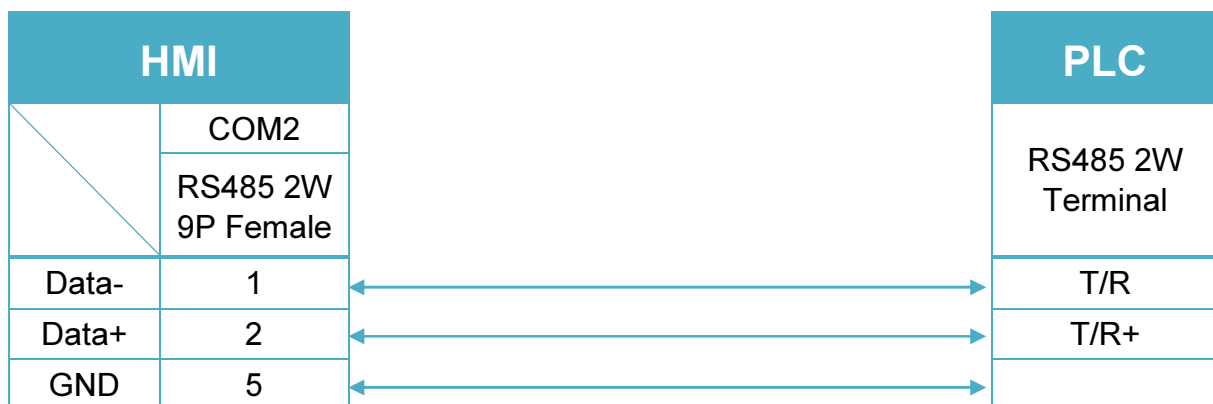 HMI
PLC
COM2
RS485 2W
9P Female
RS485 2W
Terminal
Data- 1 T/R
Data+ 2 T/R+
GND 5